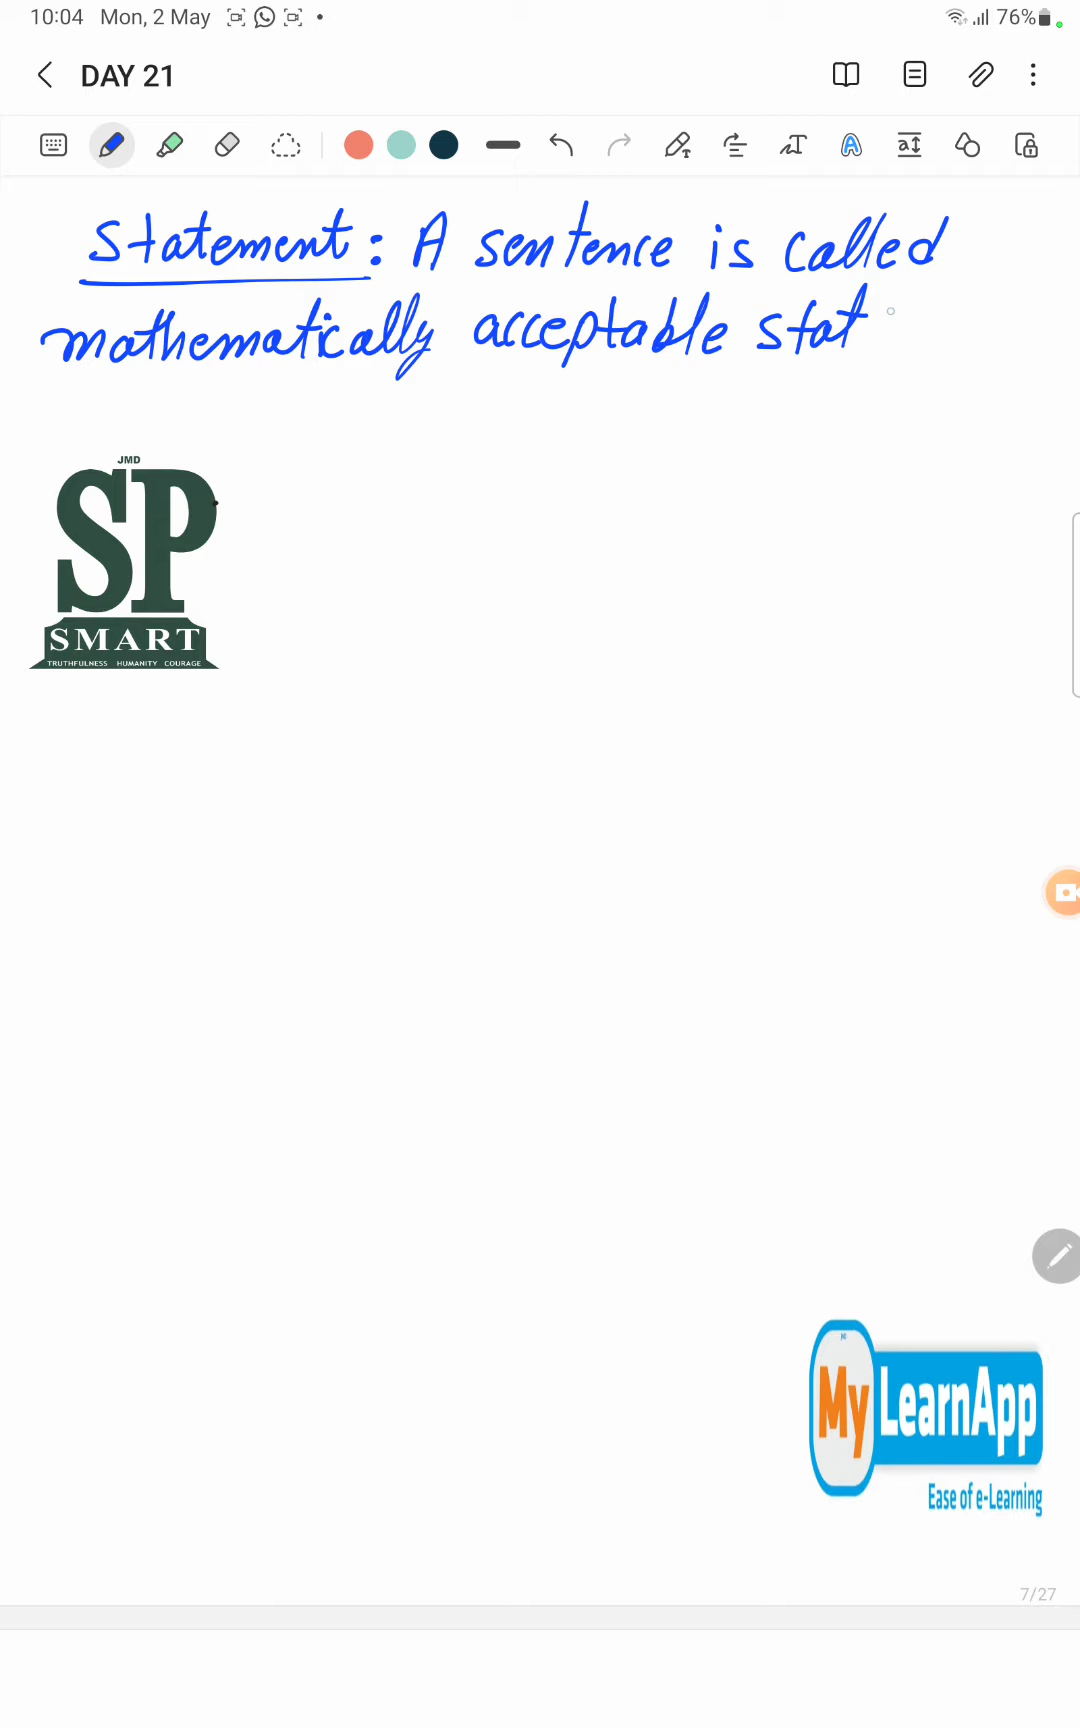 10:04 Mon, 2 May 76%
DAY 21
Statement: A sentence is called
mathematically acceptable stat
JMD
SP
SMART
TRUTHFULNESS HUMANITY COURAGE
My LearnApp
Ease of e-Learning
7/27